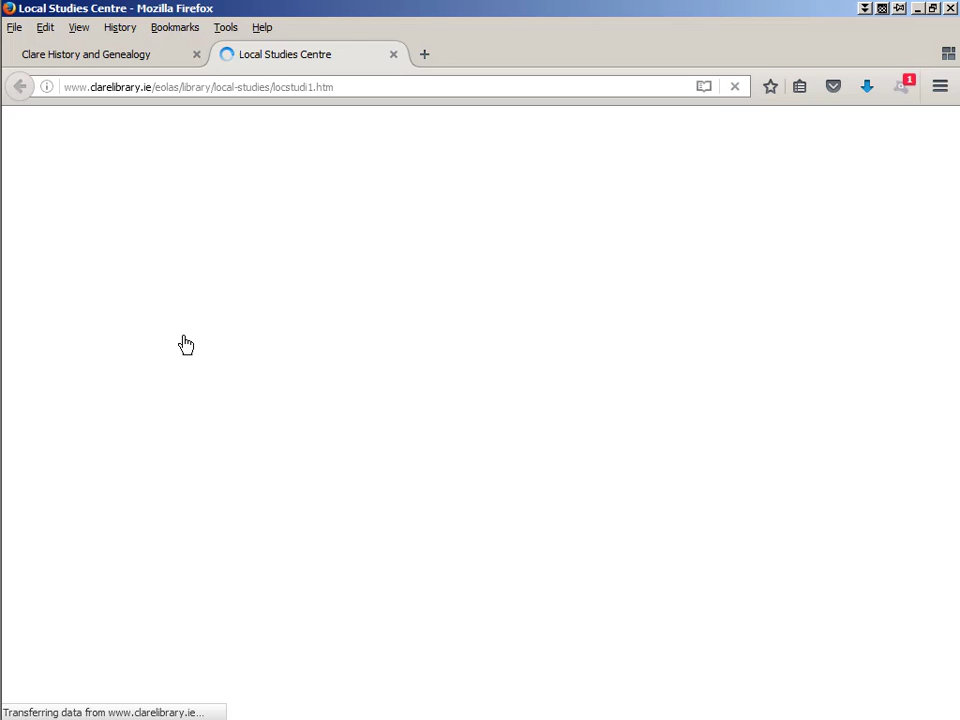 Local Studies Centre - Mozilla Firefox
File Edit View History Bookmarks Tools Help
Clare History and Genealogy Local Studies Centre
www.clarelibrary.ie/eolas/library/local-studies/locstudi1.htm 1
Transferring data from www.clarelibrary.ie...